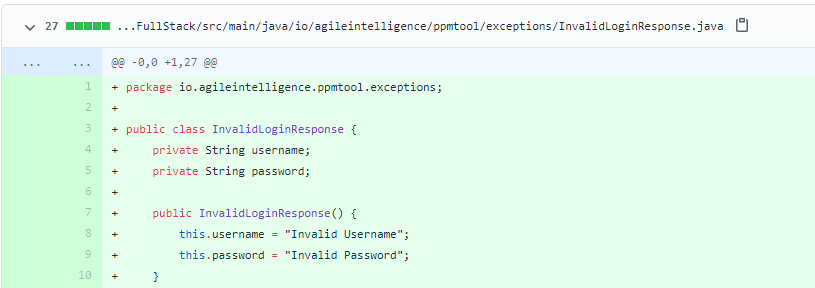 27 ...FullStack/src/main/java/io/agileintelligence/ppmtool/exceptions/InvalidLoginResponse.java
... ... @@ -0,0 +1,27 @@
1 + package io.agileintelligence.ppmtool.exceptions;
2 +
3 + public class InvalidLoginResponse {
4 +     private String username;
5 +     private String password;
6 +
7 +     public InvalidLoginResponse() {
8 +         this.username = "Invalid Username";
9 +         this.password = "Invalid Password";
10 +     }